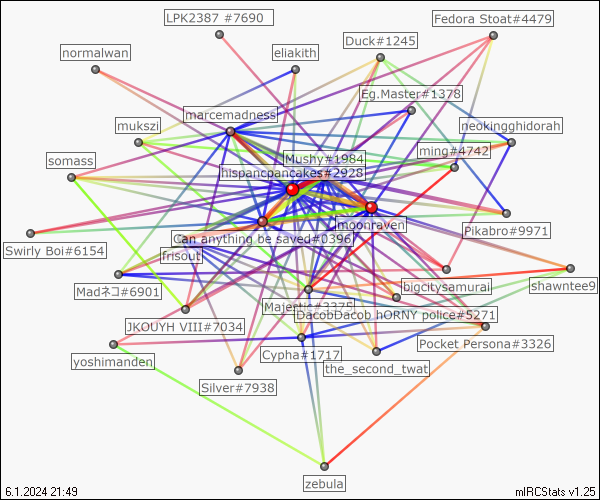 LPK2387 #7690
Fedora Stoat#4479
Duck#1245
normalwan
eliakith
Eg.Master#1378
marcemadness
mukszi
neokingghidorah
ming#4742
Mushy#1984
somass
hispancpancakes#2928
moonraven
Pikabro#9971
Can anything be saved#0396
Swirly Boi#6154
frisout
bigcitysamurai
shawntee9
Madネコ#6901
Majestic#3375
DacobDacob hORNY police#5271
JKOUYH VIII#7034
Pocket Persona#3326
Cypha#1717
yoshimanden
the_second_twat
Silver#7938
zebula
6.1.2024 21:49
mIRCStats v1.25